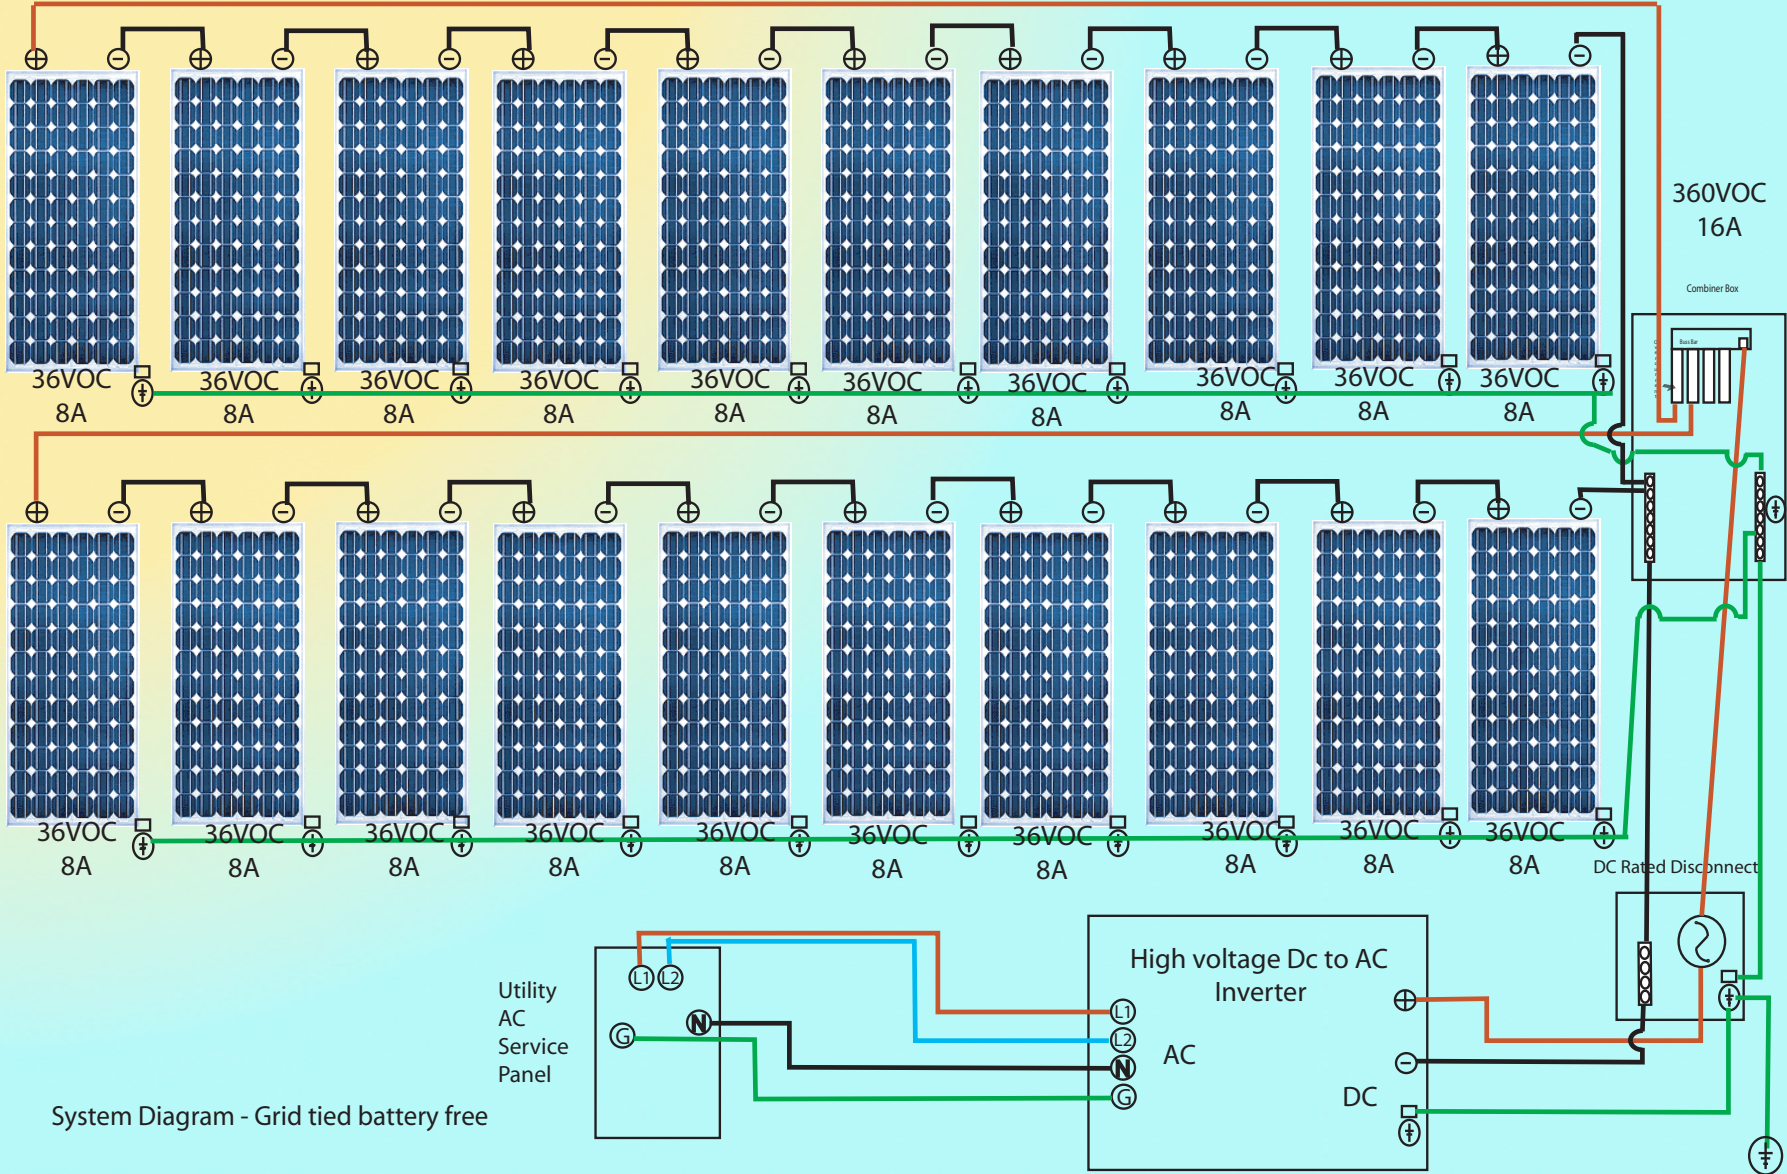 360VOC
16A
Combiner Box
Buss Bar
36VOC 36VOC 36VOC 36VOC 36VOC 36VOC 36VOC 36VOC 36VOC 36VOC
8A 8A 8A 8A 8A 8A 8A 8A 8A 8A
36VOC 36VOC 36VOC 36VOC 36VOC 36VOC 36VOC 36VOC 36VOC 36VOC
8A 8A 8A 8A 8A 8A 8A 8A 8A 8A
DC Rated Disconnect
Utility
AC
Service
Panel
L1 L2
N
G
High voltage Dc to AC
Inverter
L1
L2
N
G
AC
DC
System Diagram - Grid tied battery free